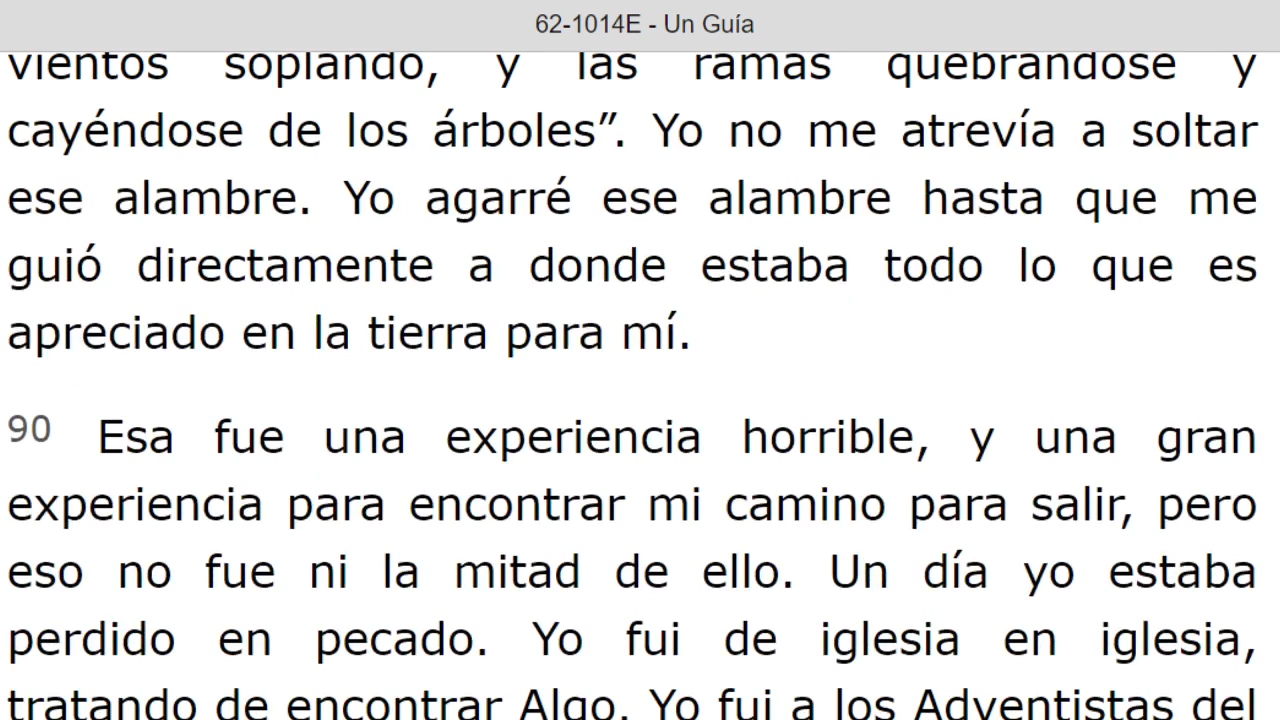 62-1014E - Un Guía
vientos soplando, y las ramas quebrándose y
cayéndose de los árboles”. Yo no me atrevía a soltar
ese alambre. Yo agarré ese alambre hasta que me
guió directamente a donde estaba todo lo que es
apreciado en la tierra para mí.
90 Esa fue una experiencia horrible, y una gran
experiencia para encontrar mi camino para salir, pero
eso no fue ni la mitad de ello. Un día yo estaba
perdido en pecado. Yo fui de iglesia en iglesia,
tratando de encontrar Algo. Yo fui a los Adventistas del